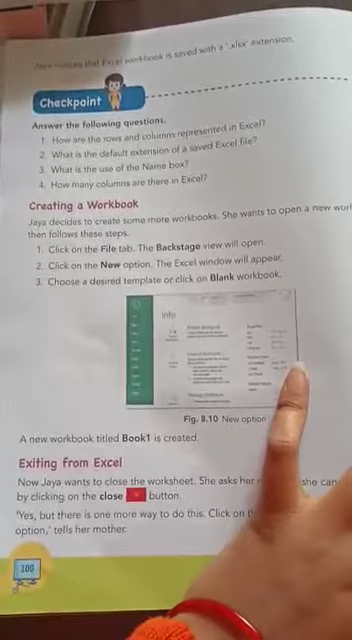 Jaya notices that Excel workbook is saved with a '.xlsx' extension.
Checkpoint
Answer the following questions.
1. How are the rows and columns represented in Excel?
2. What is the default extension of a saved Excel file?
3. What is the use of the Name box?
4. How many columns are there in Excel?
Creating a Workbook
Jaya decides to create some more workbooks. She wants to open a new
then follows these steps.
1. Click on the File tab. The Backstage view will open.
2. Click on the New option. The Excel window will appear.
3. Choose a desired template or click on Blank workbook.
Info
Fig. 8.10 New option
A new workbook titled Book1 is created.
Exiting from Excel
Now Jaya wants to close the worksheet. She asks her she can
by clicking on the close button.
'Yes, but there is one more way to do this. Click on
option,' tells her mother.
100